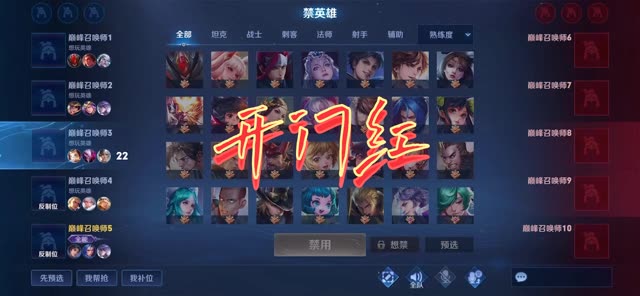 禁英雄
全部 坦克 战士 刺客 法师 射手 辅助 熟练度
巅峰召唤师1
想玩英雄
巅峰召唤师2
想玩英雄
巅峰召唤师3
想玩英雄
22
巅峰召唤师4
想玩英雄
反制位
巅峰召唤师5
全能
反制位
巅峰召唤师6
巅峰召唤师7
巅峰召唤师8
巅峰召唤师9
巅峰召唤师10
开门红
禁用 想禁 预选
先预选 我帮抢 我补位
全队